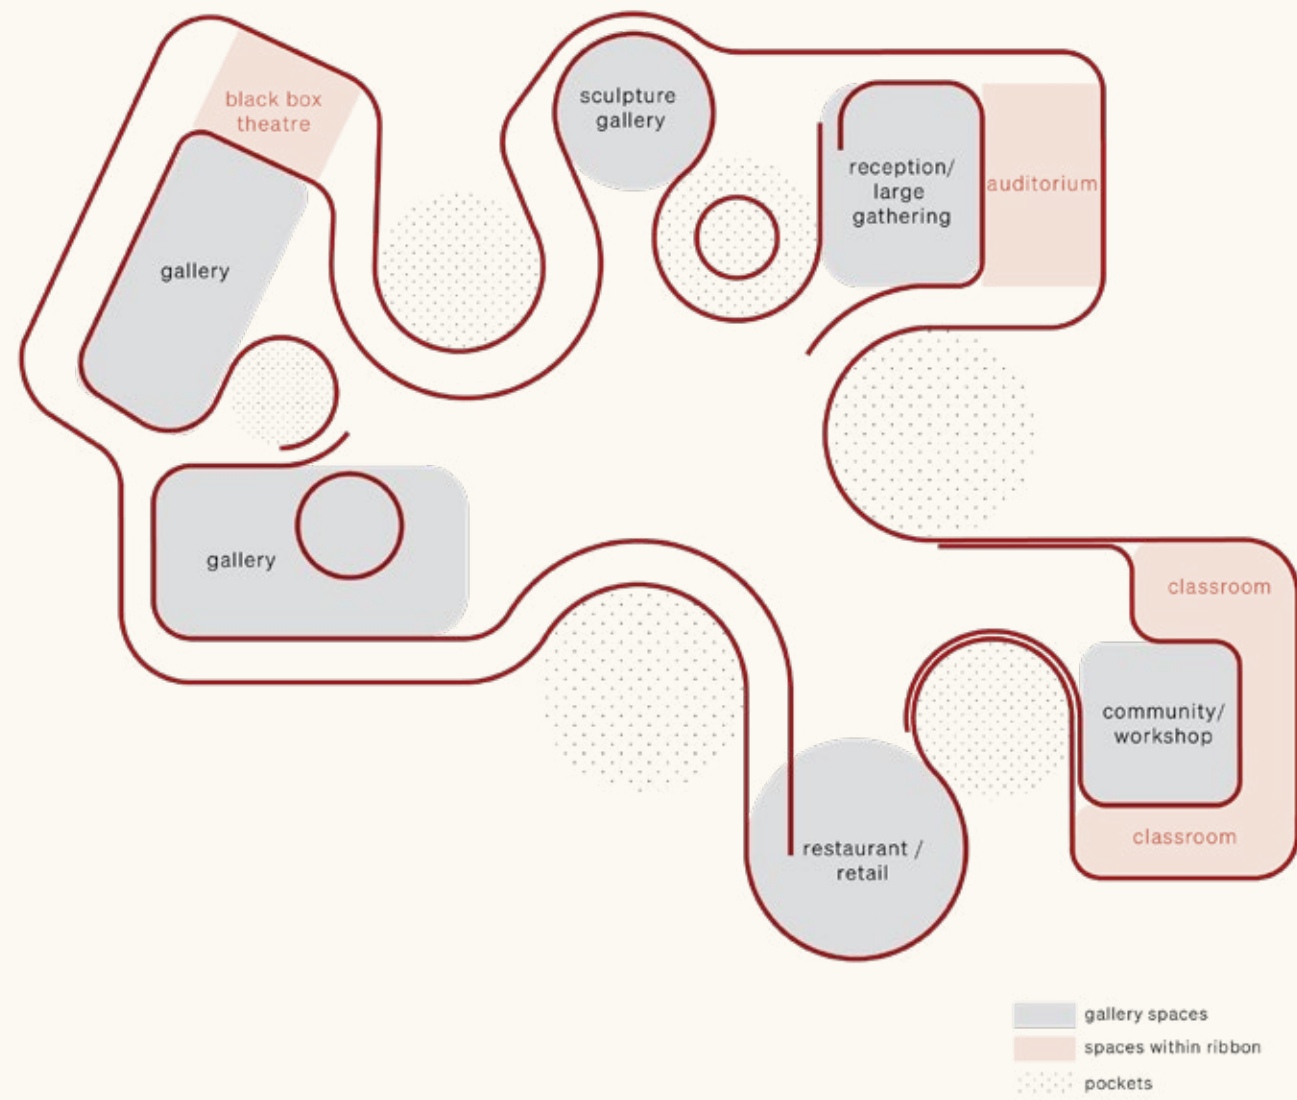 black box
theatre
gallery
sculpture
gallery
reception/
large
gathering
auditorium
gallery
classroom
community/
workshop
classroom
restaurant /
retail
gallery spaces
spaces within ribbon
pockets